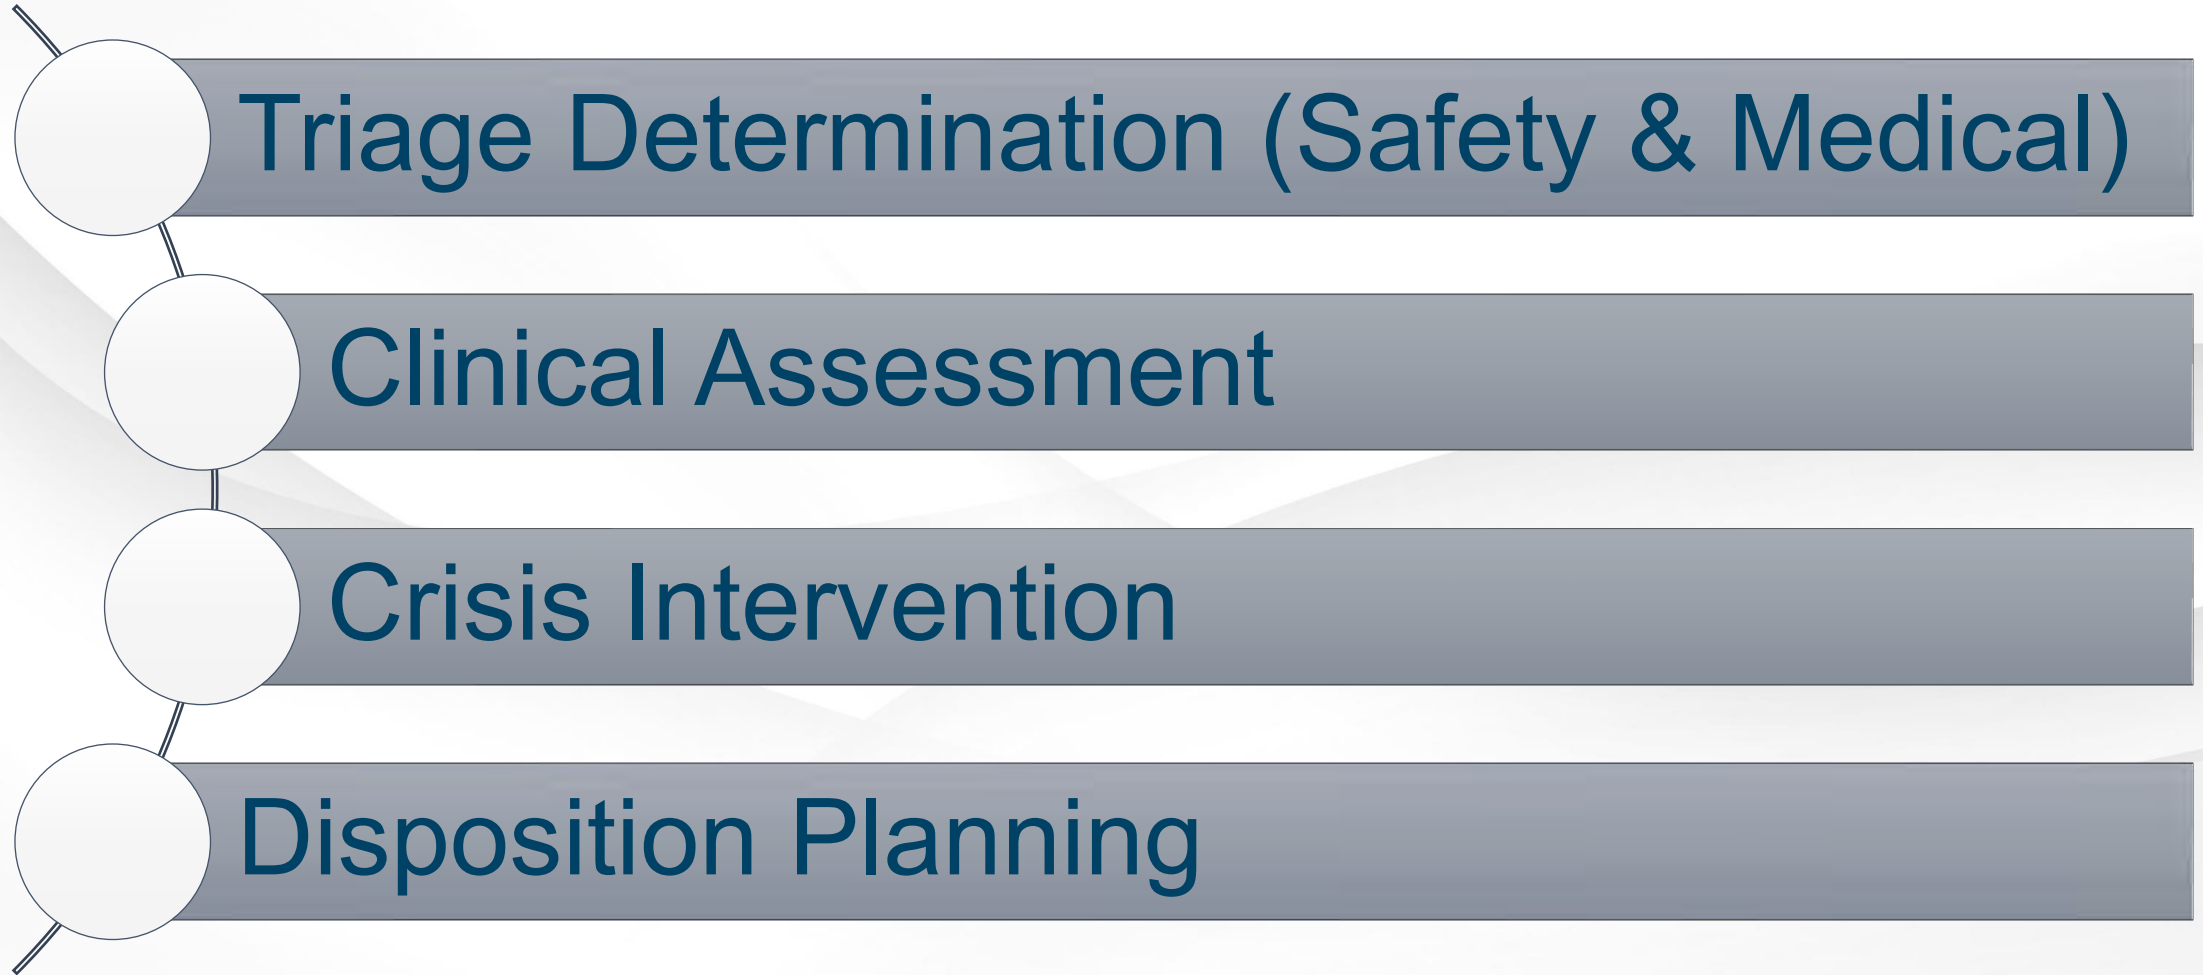 Triage Determination (Safety & Medical)
Clinical Assessment
Crisis Intervention
Disposition Planning